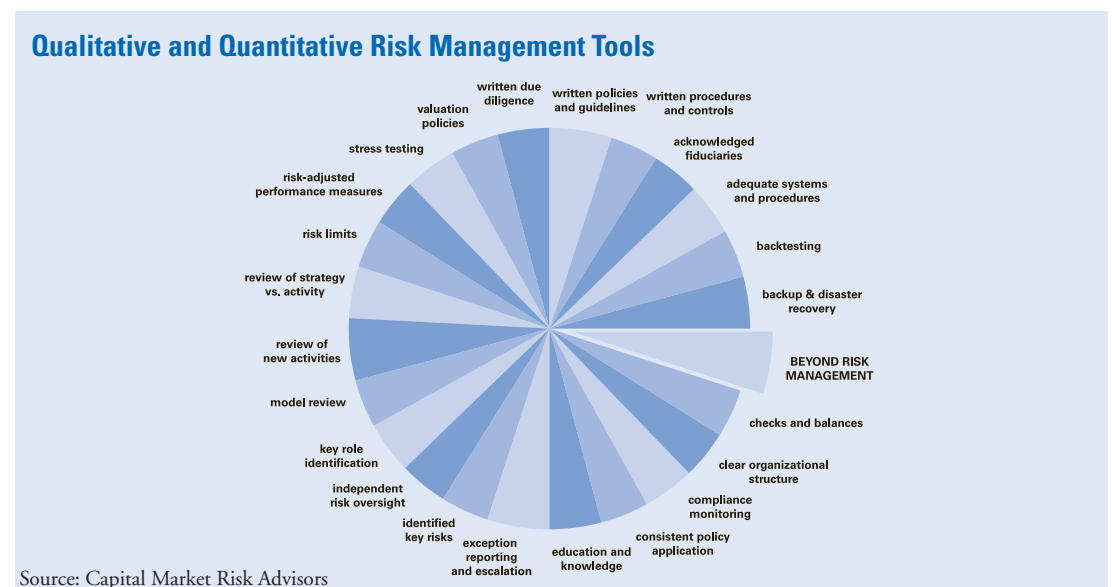 Qualitative and Quantitative Risk Management Tools
written due
diligence
written policies
and guidelines
written procedures
and controls
acknowledged
fiduciaries
adequate systems
and procedures
backtesting
backup & disaster
recovery
BEYOND RISK
MANAGEMENT
checks and balances
clear organizational
structure
compliance
monitoring
consistent policy
application
education and
knowledge
exception
reporting
and escalation
identified
key risks
independent
risk oversight
key role
identification
model review
review of
new activities
review of strategy
vs. activity
risk limits
risk-adjusted
performance measures
stress testing
valuation
policies
Source: Capital Market Risk Advisors